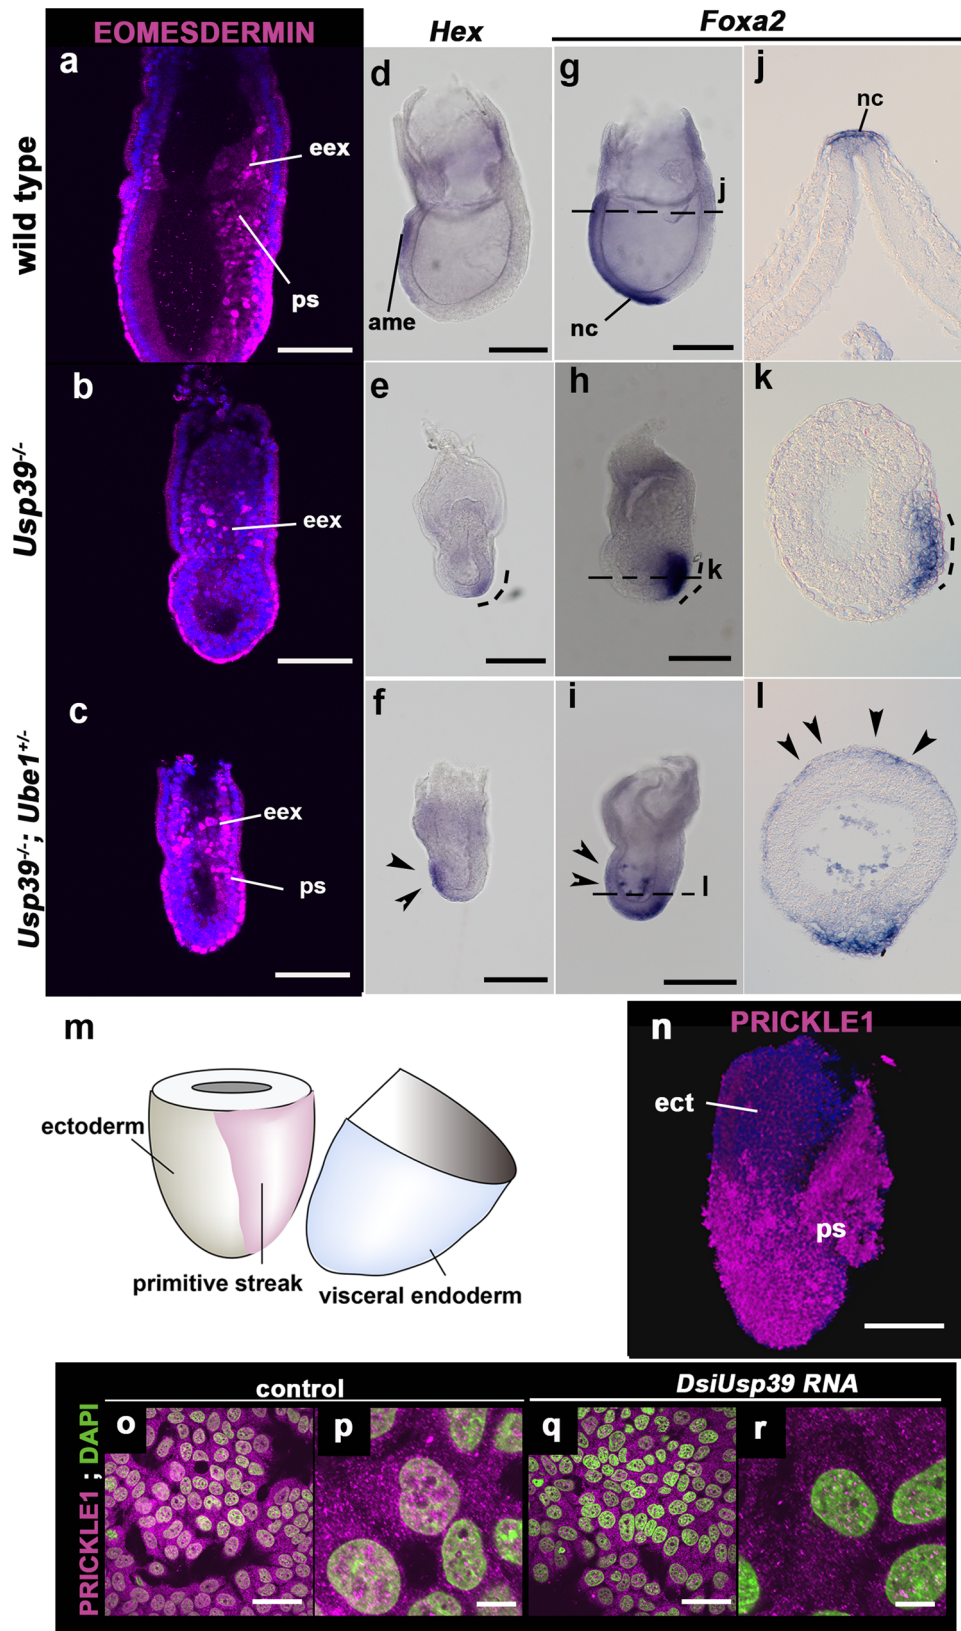 EOMESDERMIN
Hex
Foxa2
wild type
a
eex
ps
d
ame
g
j
nc
j
nc
Usp39-/-
b
eex
e
h
k
k
Usp39-/-; Ube1+/-
c
eex
ps
f
i
l
l
m
ectoderm
primitive streak
visceral endoderm
n
PRICKLE1
ect
ps
control
DsiUsp39 RNA
PRICKLE1 ; DAPI
o
p
q
r